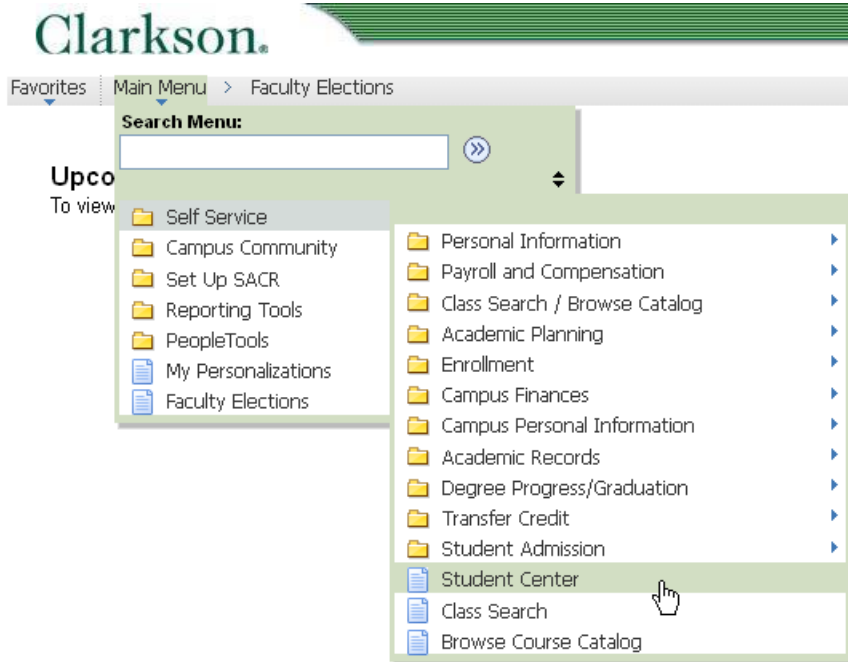 Clarkson.
Favorites Main Menu > Faculty Elections
Search Menu:
Upco
To view
Self Service
Campus Community
Set Up SACR
Reporting Tools
PeopleTools
My Personalizations
Faculty Elections
Personal Information
Payroll and Compensation
Class Search / Browse Catalog
Academic Planning
Enrollment
Campus Finances
Campus Personal Information
Academic Records
Degree Progress/Graduation
Transfer Credit
Student Admission
Student Center
Class Search
Browse Course Catalog